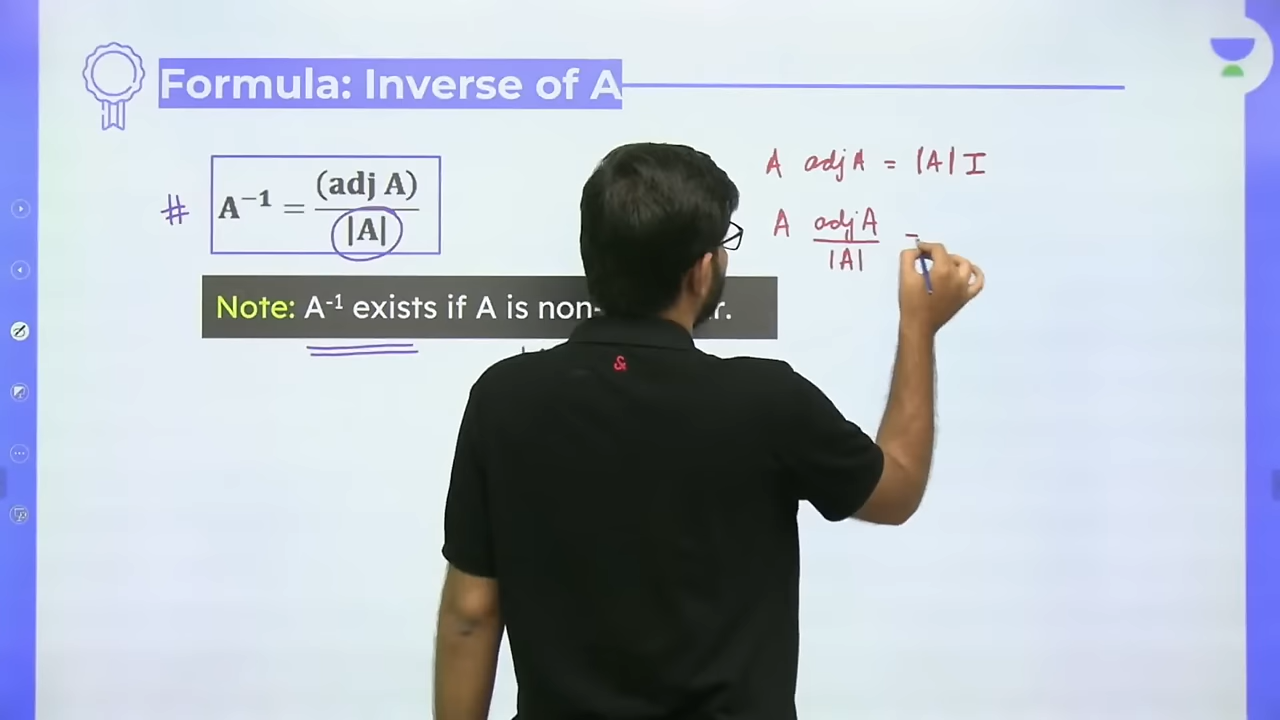 Formula: Inverse of A
# A⁻¹ = (adj A) / |A|
Note: A⁻¹ exists if A is non-
r.
A adj A = |A| I
A adj A / |A| =
&